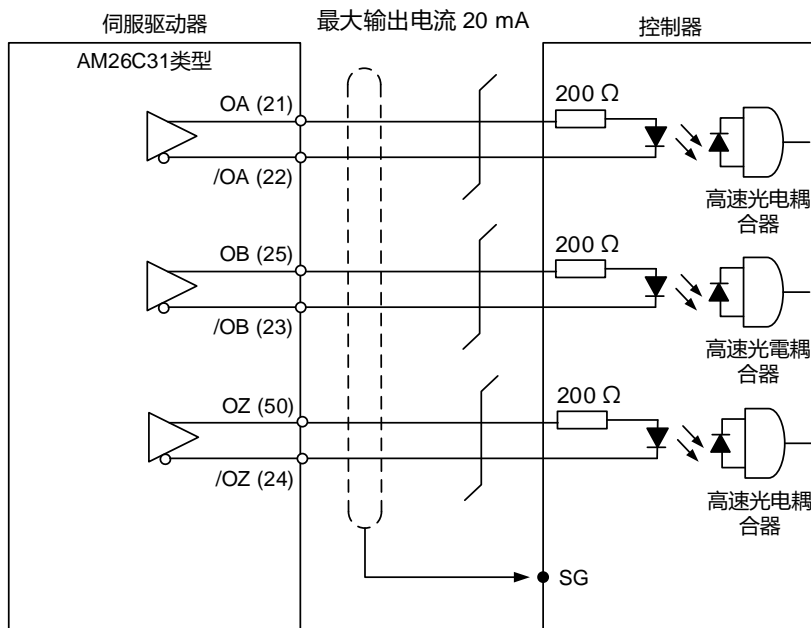 伺服驱动器
最大输出电流 20 mA
控制器
AM26C31类型
OA (21)
200 Ω
/OA (22)
高速光电耦
合器
OB (25)
200 Ω
/OB (23)
高速光電耦
合器
OZ (50)
200 Ω
/OZ (24)
高速光电耦
合器
SG